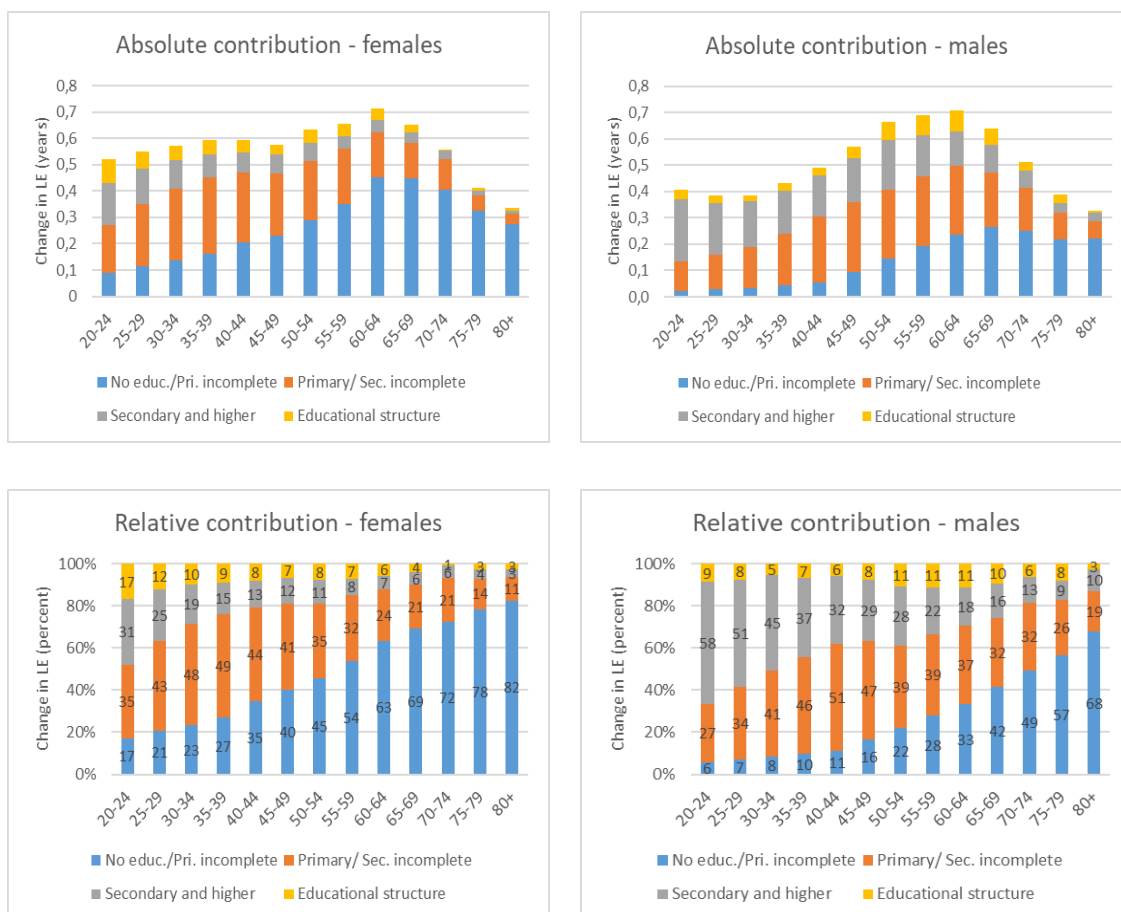 Absolute contribution - females
Change in LE (years)
0,8
0,7
0,6
0,5
0,4
0,3
0,2
0,1
0
20-24 25-29 30-34 35-39 40-44 45-49 50-54 55-59 60-64 65-69 70-74 75-79 80+
No educ./Pri. incomplete Primary/ Sec. incomplete
Secondary and higher Educational structure
Absolute contribution - males
Change in LE (years)
0,8
0,7
0,6
0,5
0,4
0,3
0,2
0,1
0,0
20-24 25-29 30-34 35-39 40-44 45-49 50-54 55-59 60-64 65-69 70-74 75-79 80+
No educ./Pri. incomplete Primary/ Sec. incomplete
Secondary and higher Educational structure
Relative contribution - females
Change in LE (percent)
100%
80%
60%
40%
20%
0%
17 12 10 9 8 7 8 7 6 4 1 3 3
31 25 19 15 13 12 11 8 7 6 6 4 3
35 43 48 49 44 41 35 32 24 21 21 14 11
17 21 23 27 35 40 45 54 63 69 72 78 82
20-24 25-29 30-34 35-39 40-44 45-49 50-54 55-59 60-64 65-69 70-74 75-79 80+
No educ./Pri. incomplete Primary/ Sec. incomplete
Secondary and higher Educational structure
Relative contribution - males
Change in LE (percent)
100%
80%
60%
40%
20%
0%
9 8 5 7 6 8 11 11 11 10 6 8 3
58 51 45 37 32 29 28 22 18 16 13 9 10
27 34 41 46 51 47 39 39 37 32 32 26 19
6 7 8 10 11 16 22 28 33 42 49 57 68
20-24 25-29 30-34 35-39 40-44 45-49 50-54 55-59 60-64 65-69 70-74 75-79 80+
No educ./Pri. incomplete Primary/ Sec. incomplete
Secondary and higher Educational structure